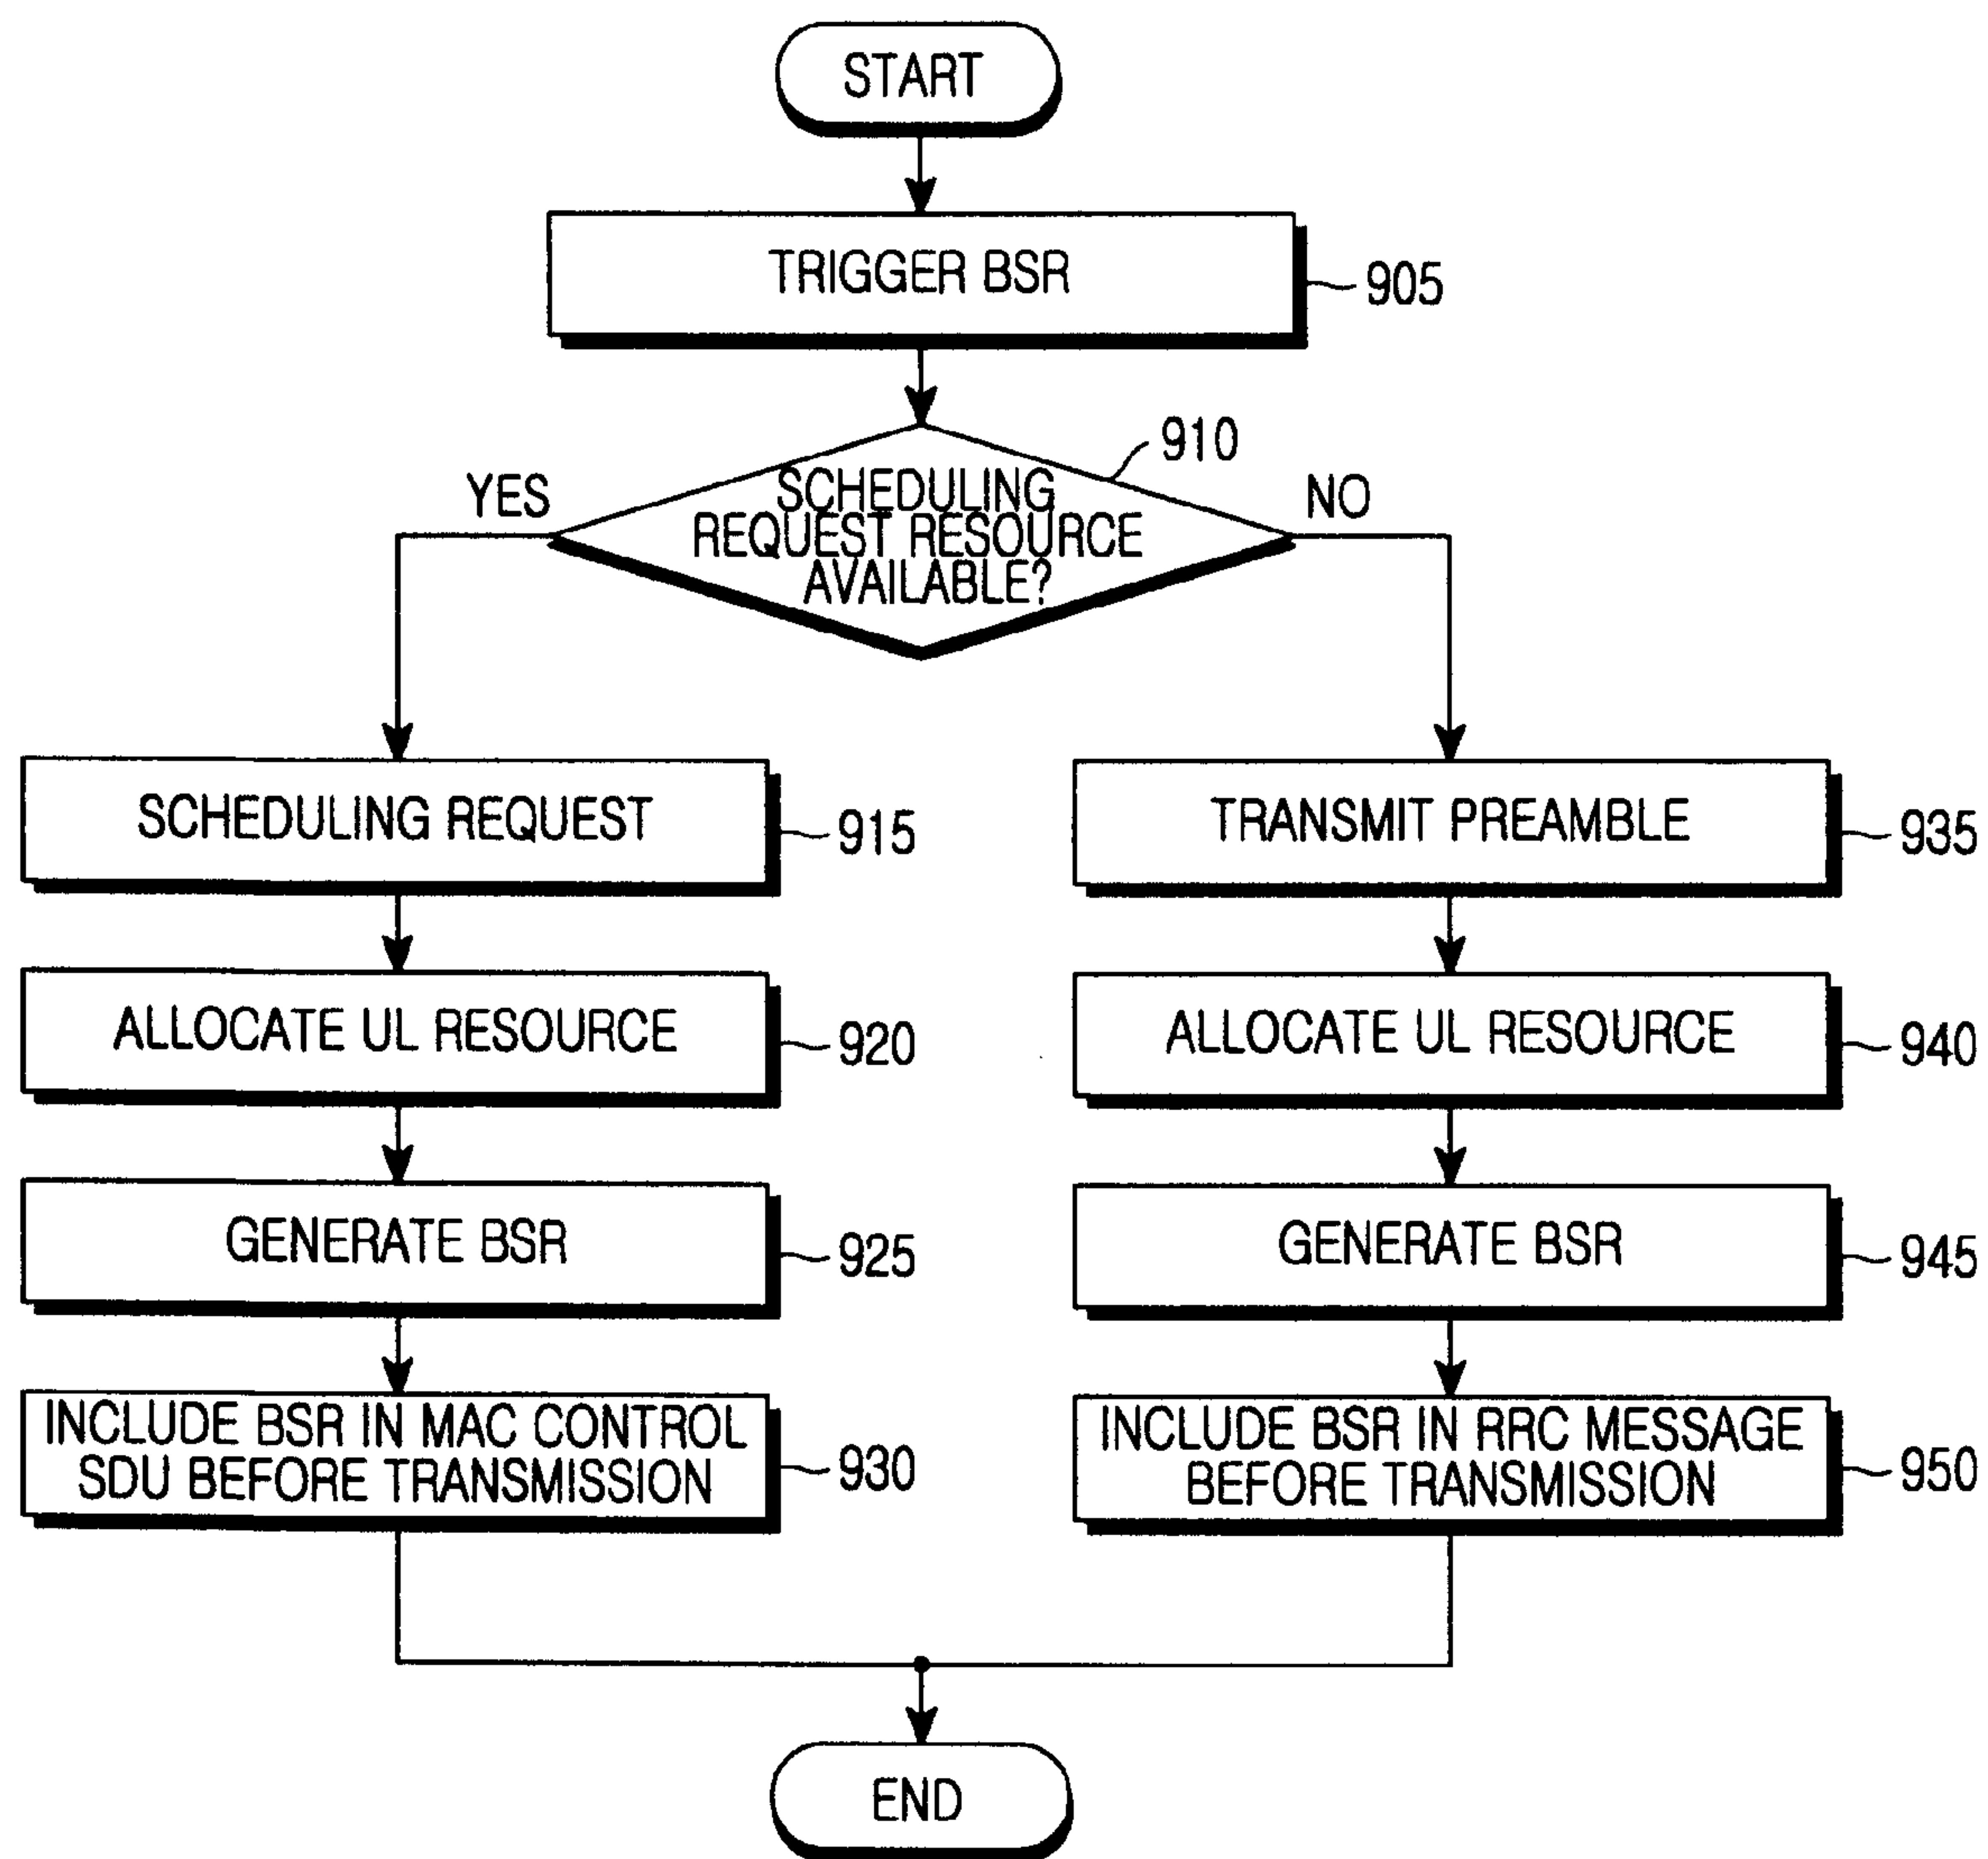 START
TRIGGER BSR
905
910
YES
SCHEDULING
REQUEST RESOURCE
AVAILABLE?
NO
SCHEDULING REQUEST
915
ALLOCATE UL RESOURCE
920
GENERATE BSR
925
INCLUDE BSR IN MAC CONTROL
SDU BEFORE TRANSMISSION
930
TRANSMIT PREAMBLE
935
ALLOCATE UL RESOURCE
940
GENERATE BSR
945
INCLUDE BSR IN RRC MESSAGE
BEFORE TRANSMISSION
950
END